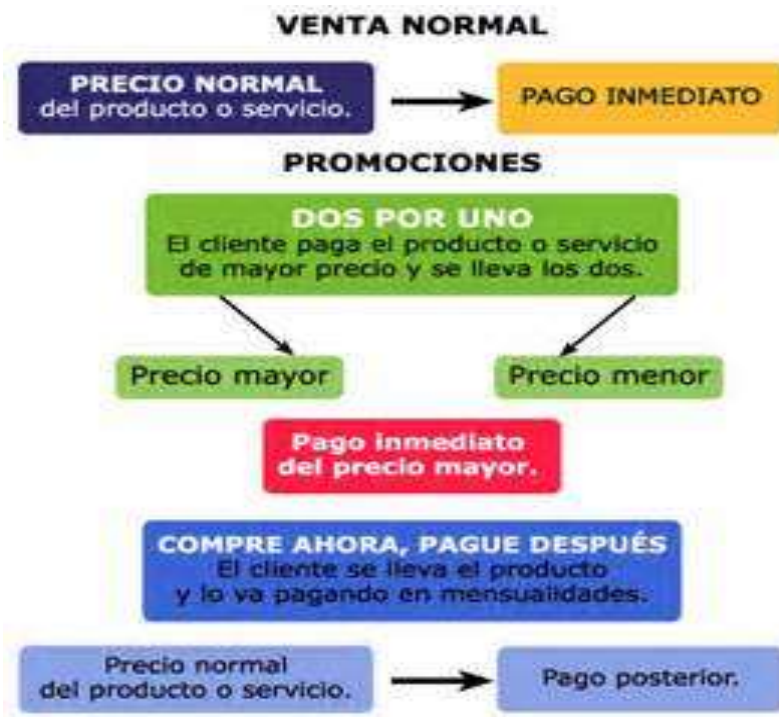 VENTA NORMAL
PRECIO NORMAL
del producto o servicio.
PAGO INMEDIATO
PROMOCIONES
DOS POR UNO
El cliente paga el producto o servicio
de mayor precio y se lleva los dos.
Precio mayor
Precio menor
Pago inmediato
del precio mayor.
COMPRE AHORA, PAGUE DESPUÉS
El cliente se lleva el producto
y lo va pagando en mensualidades.
Precio normal
del producto o servicio.
Pago posterior.